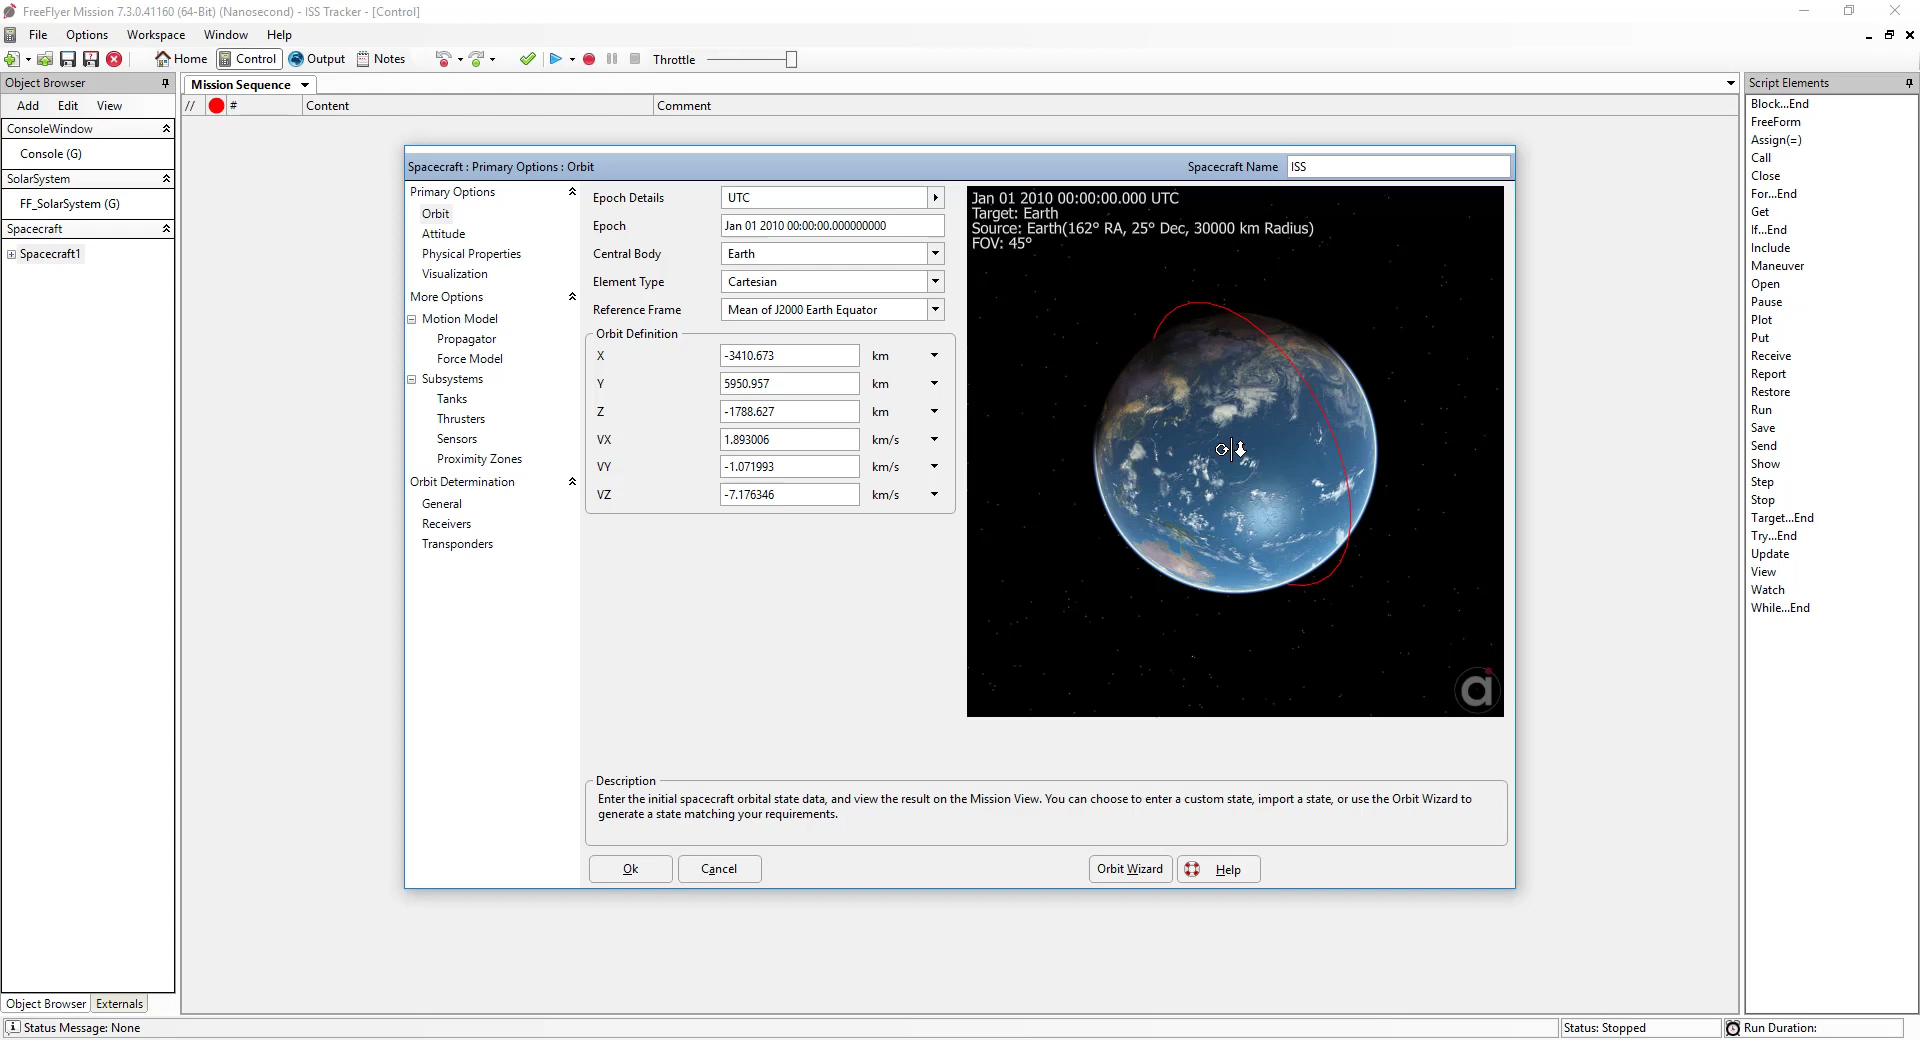 FreeFlyer Mission 7.3.0.41160 (64-Bit) (Nanosecond) - ISS Tracker - [Control]
File Options Workspace Window Help
Home Control Output Notes Throttle
Object Browser
Add Edit View
ConsoleWindow
Console (G)
SolarSystem
FF_SolarSystem (G)
Spacecraft
Spacecraft1
Object Browser Externals
Mission Sequence
// # Content Comment
Spacecraft : Primary Options : Orbit Spacecraft Name ISS
Primary Options
Orbit
Attitude
Physical Properties
Visualization
More Options
Motion Model
Propagator
Force Model
Subsystems
Tanks
Thrusters
Sensors
Proximity Zones
Orbit Determination
General
Receivers
Transponders
Epoch Details UTC
Epoch Jan 01 2010 00:00:00.000000000
Central Body Earth
Element Type Cartesian
Reference Frame Mean of J2000 Earth Equator
Orbit Definition
X -3410.673 km
Y 5950.957 km
Z -1788.627 km
VX 1.893006 km/s
VY -1.071993 km/s
VZ -7.176346 km/s
Jan 01 2010 00:00:00.000 UTC
Target: Earth
Source: Earth(162° RA, 25° Dec, 30000 km Radius)
FOV: 45°
a
Description
Enter the initial spacecraft orbital state data, and view the result on the Mission View. You can choose to enter a custom state, import a state, or use the Orbit Wizard to
generate a state matching your requirements.
Ok Cancel Orbit Wizard Help
Script Elements
Block...End
FreeForm
Assign(=)
Call
Close
For...End
Get
If...End
Include
Maneuver
Open
Pause
Plot
Put
Receive
Report
Restore
Run
Save
Send
Show
Step
Stop
Target...End
Try...End
Update
View
Watch
While...End
Status Message: None Status: Stopped Run Duration: